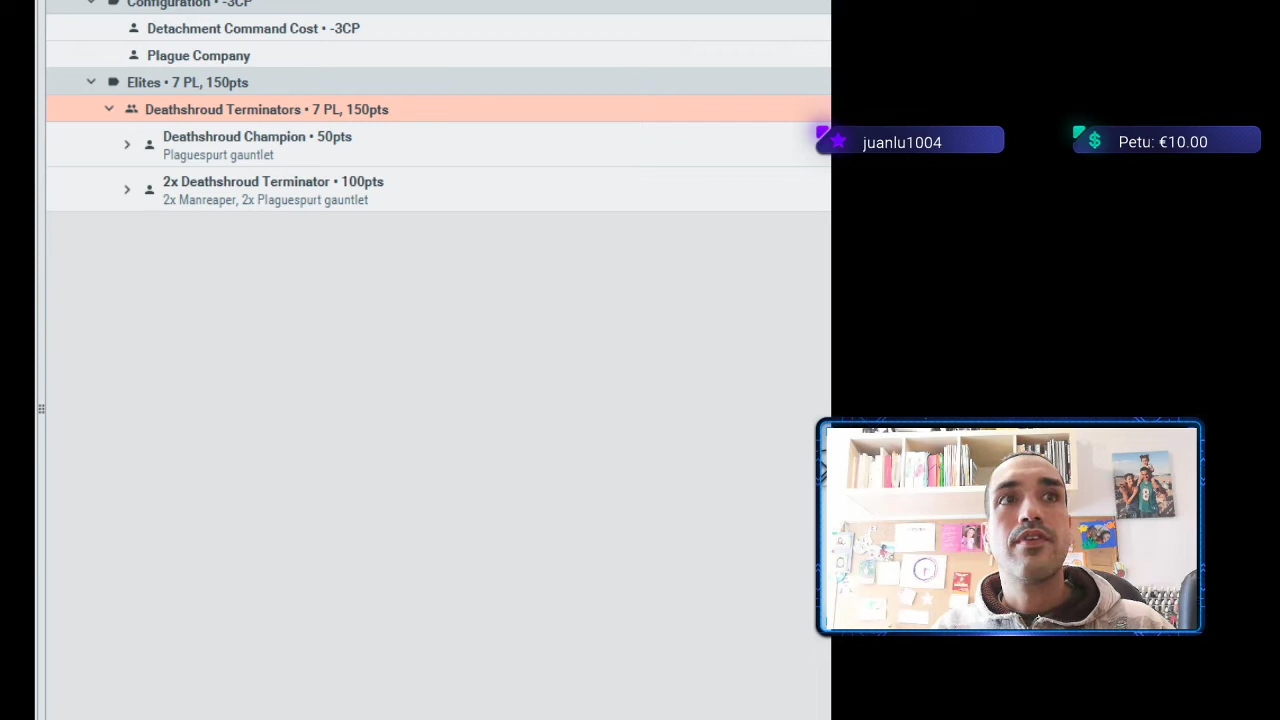 Configuration • -3CP
Detachment Command Cost • -3CP
Plague Company
Elites • 7 PL, 150pts
Deathshroud Terminators • 7 PL, 150pts
Deathshroud Champion • 50pts
Plaguespurt gauntlet
2x Deathshroud Terminator • 100pts
2x Manreaper, 2x Plaguespurt gauntlet
juanlu1004
$ Petu: €10.00
8